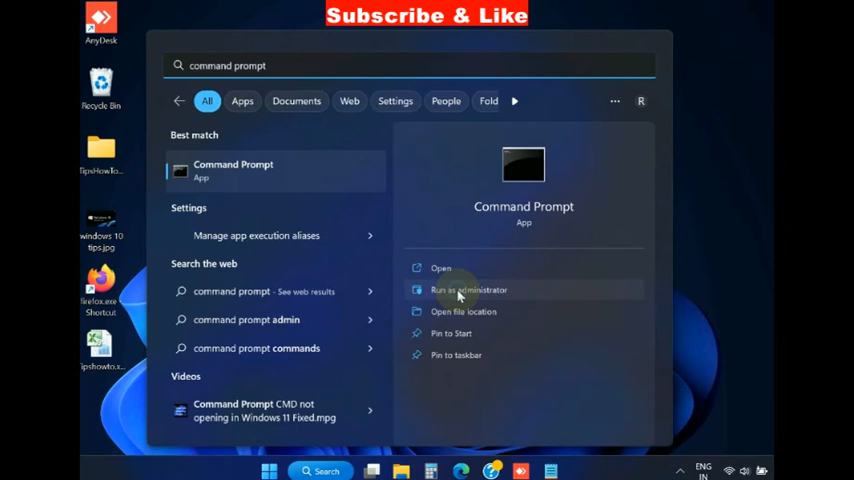 Subscribe & Like
AnyDesk
Recycle Bin
TipsHowTo...
windows 10
tips.jpg
firefox.exe
Shortcut
Tipshowto.x...
command prompt
All
Apps
Documents
Web
Settings
People
Fold
...
R
Best match
Command Prompt
App
Settings
Manage app execution aliases
Search the web
command prompt - See web results
command prompt admin
command prompt commands
Videos
Command Prompt CMD not
opening in Windows 11 Fixed.mpg
Command Prompt
App
Open
Run as administrator
Open file location
Pin to Start
Pin to taskbar
Search
ENG
IN